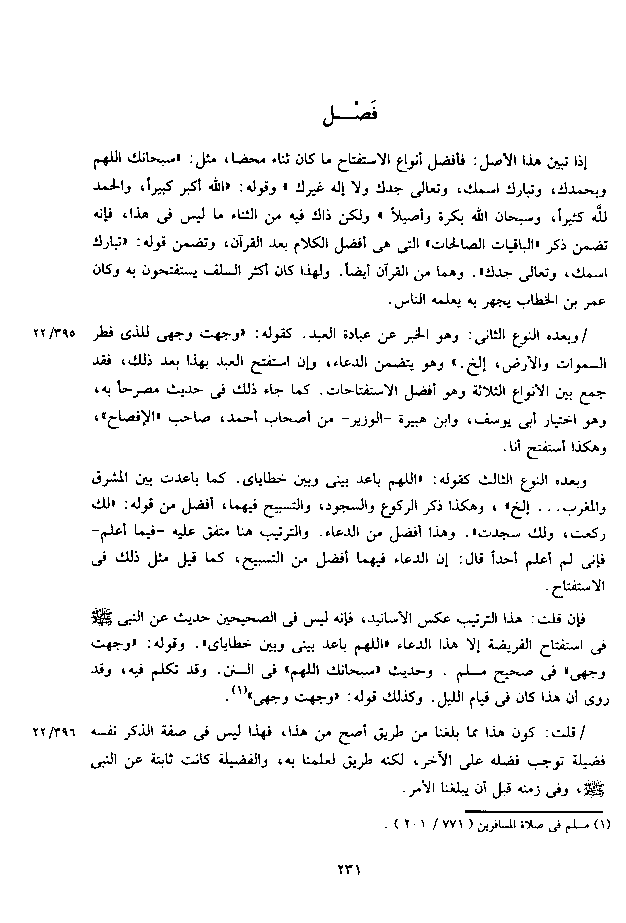 فَصْــل
إذا تبين هذا الأصل: فأفضل أنواع الاستفتاح ما كان ثناء محضا، مثل: «سبحانك اللهم
وبحمدك، وتبارك اسمك، وتعالى جدك ولا إله غيرك » وقوله: «الله أكبر كبيراً، والحمد
لله كثيراً، وسبحان الله بكرة وأصيلاً » ولكن ذاك فيه من الثناء ما ليس فى هذا، فإنه
تضمن ذكر «الباقيات الصالحات» التى هى أفضل الكلام بعد القرآن، وتضمن قوله: «تبارك
اسمك، وتعالى جدك». وهما من القرآن أيضاً. ولهذا كان أكثر السلف يستفتحون به وكان
عمر بن الخطاب يجهر به يعلمه الناس.
٢٢/٣٩٥ / وبعده النوع الثانى: وهو الخبر عن عبادة العبد. كقوله: «وجهت وجهى للذى فطر
السموات والأرض، إلخ.» وهو يتضمن الدعاء، وإن استفتح العبد بهذا بعد ذلك، فقد
جمع بين الأنواع الثلاثة وهو أفضل الاستفتاحات. كما جاء ذلك فى حديث مصرحاً به،
وهو اختيار أبى يوسف، وابن هبيرة -الوزير- من أصحاب أحمد، صاحب «الإفصاح»،
وهكذا أستفتح أنا.
وبعده النوع الثالث كقوله: «اللهم باعد بينى وبين خطاياى. كما باعدت بين المشرق
والمغرب... إلخ» ، وهكذا ذكر الركوع والسجود، والتسبيح فيهما، أفضل من قوله: «لك
ركعت، ولك سجدت». وهذا أفضل من الدعاء. والترتيب هنا متفق عليه -فيما أعلم-
فإنى لم أعلم أحداً قال: إن الدعاء فيهما أفضل من التسبيح، كما قيل مثل ذلك فى
الاستفتاح.
فإن قلت: هذا الترتيب عكس الأسانيد، فإنه ليس فى الصحيحين حديث عن النبى ﷺ
فى استفتاح الفريضة إلا هذا الدعاء «اللهم باعد بينى وبين خطاياى». وقوله: «وجهت
وجهى» فى صحيح مسلم . وحديث «سبحانك اللهم» فى السنن. وقد تكلم فيه، وقد
روى أن هذا كان فى قيام الليل. وكذلك قوله: «وجهت وجهى»(١).
٢٢/٣٩٦ / قلت: كون هذا مما بلغنا من طريق أصح من هذا، فهذا ليس فى صفة الذكر نفسه
فضيلة توجب فضله على الآخر، لكنه طريق لعلمنا به، والفضيلة كانت ثابتة عن النبى
ﷺ، وفى زمنه قبل أن يبلغنا الأمر.
(١) مسلم فى صلاة المسافرين ( ٧٧١ / ٢٠١ ) .
٢٣١